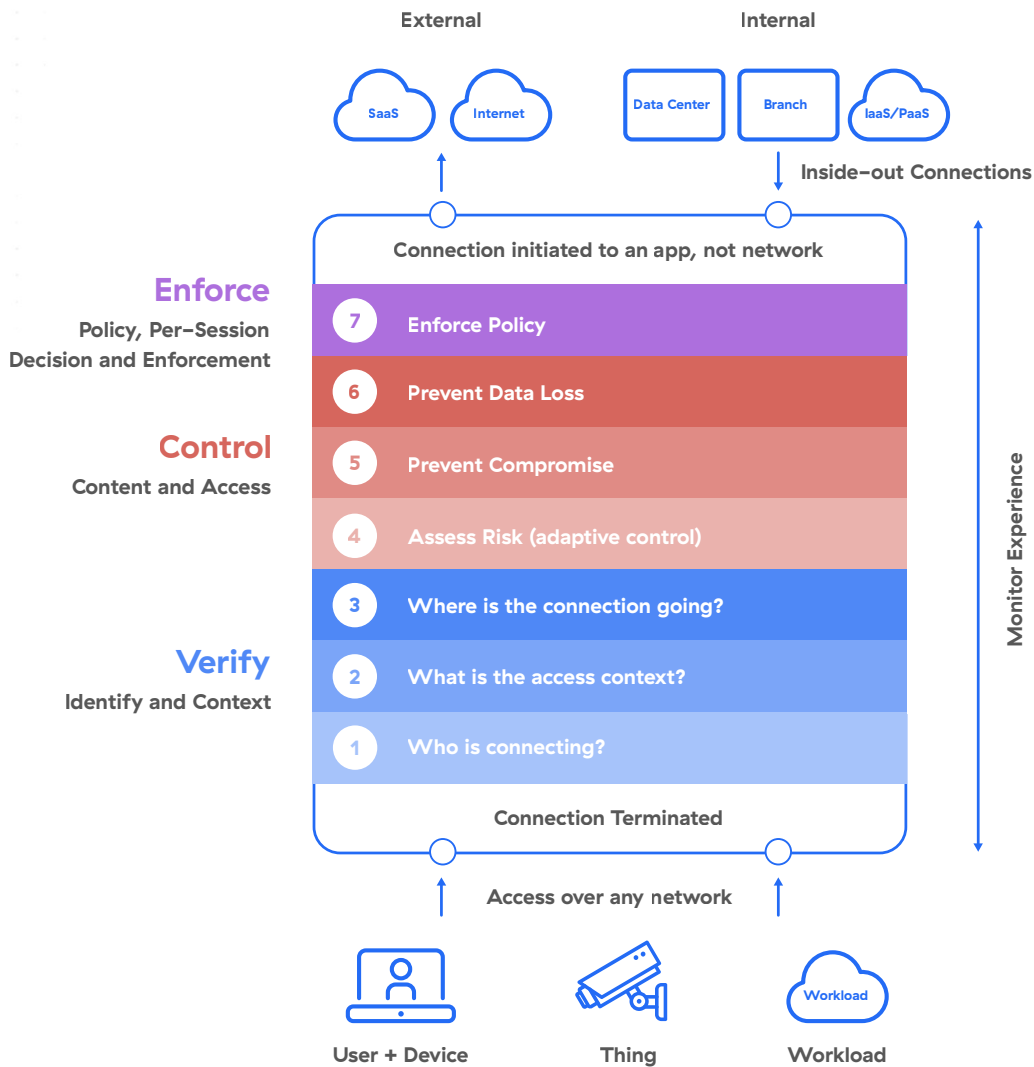 External
Internal
SaaS
Internet
Data Center
Branch
IaaS/PaaS
Inside-out Connections
Connection initiated to an app, not network
Enforce
Policy, Per-Session
Decision and Enforcement
7
Enforce Policy
6
Prevent Data Loss
Control
Content and Access
5
Prevent Compromise
4
Assess Risk (adaptive control)
Verify
Identify and Context
3
Where is the connection going?
2
What is the access context?
1
Who is connecting?
Monitor Experience
Connection Terminated
Access over any network
Workload
User + Device
Thing
Workload